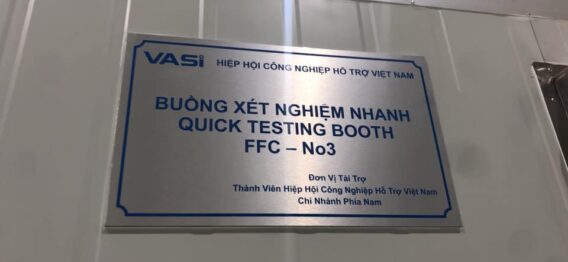 VASI HIỆP HỘI CÔNG NGHIỆP HỖ TRỢ VIỆT NAM
BUỒNG XÉT NGHIỆM NHANH
QUICK TESTING BOOTH
FFC – No3
Đơn Vị Tài Trợ
Thành Viên Hiệp Hội Công Nghiệp Hỗ Trợ Việt Nam
Chi Nhánh Phía Nam